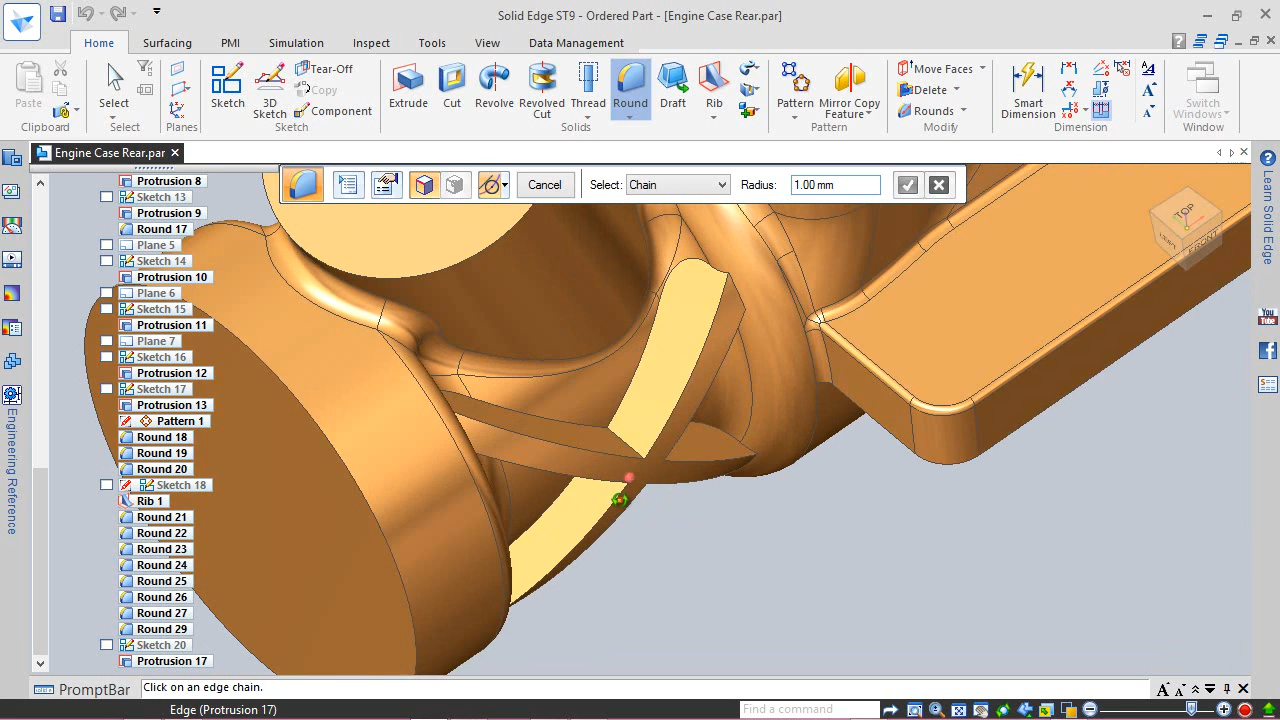 Solid Edge ST9 - Ordered Part - [Engine Case Rear.par]
Home Surfacing PMI Simulation Inspect Tools View Data Management
Paste
Clipboard
Select
Select
Planes
Sketch
3D Sketch
Tear-Off
Copy
Component
Sketch
Extrude
Cut
Revolve
Revolved Cut
Thread
Round
Draft
Rib
Solids
Pattern
Mirror Copy Feature
Pattern
Move Faces
Delete
Rounds
Modify
Smart Dimension
Dimension
Switch Windows
Window
Engine Case Rear.par
Cancel Select: Chain Radius: 1.00 mm
Protrusion 8
Sketch 13
Protrusion 9
Round 17
Plane 5
Sketch 14
Protrusion 10
Plane 6
Sketch 15
Protrusion 11
Plane 7
Sketch 16
Protrusion 12
Sketch 17
Protrusion 13
Pattern 1
Round 18
Round 19
Round 20
Sketch 18
Rib 1
Round 21
Round 22
Round 23
Round 24
Round 25
Round 26
Round 27
Round 29
Sketch 20
Protrusion 17
Engineering Reference
TOP
FRONT
Learn Solid Edge
You Tube
PromptBar
Click on an edge chain.
Edge (Protrusion 17)
Find a command